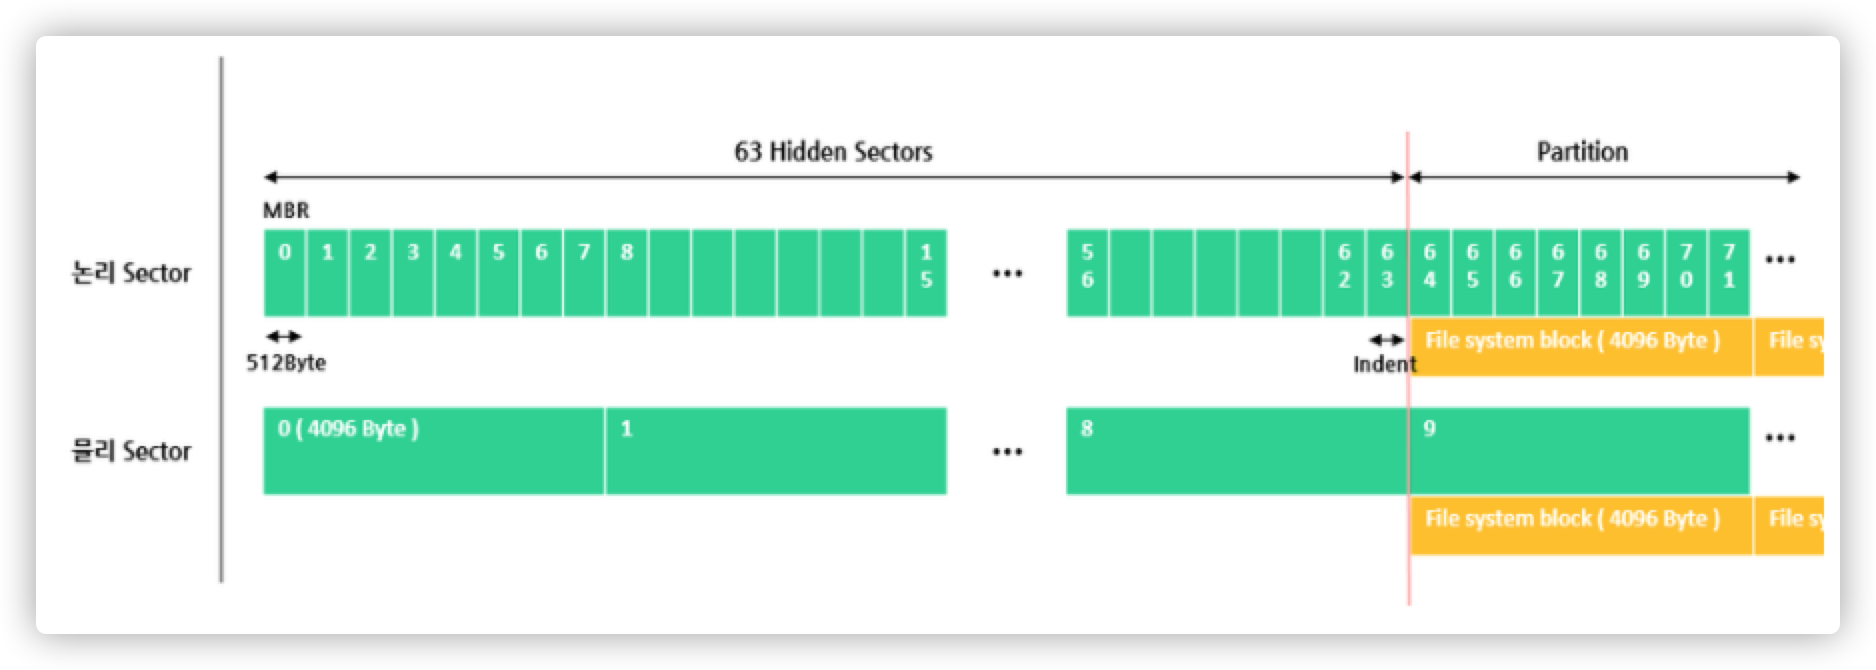 63 Hidden Sectors
Partition
MBR
논리 Sector
0 1 2 3 4 5 6 7 8 15 ... 56 62 63 64 65 66 67 68 69 70 71 ...
512Byte
Indent
File system block ( 4096 Byte )
File sy
물리 Sector
0 ( 4096 Byte )
1
...
8
9
...
File system block ( 4096 Byte )
File sy